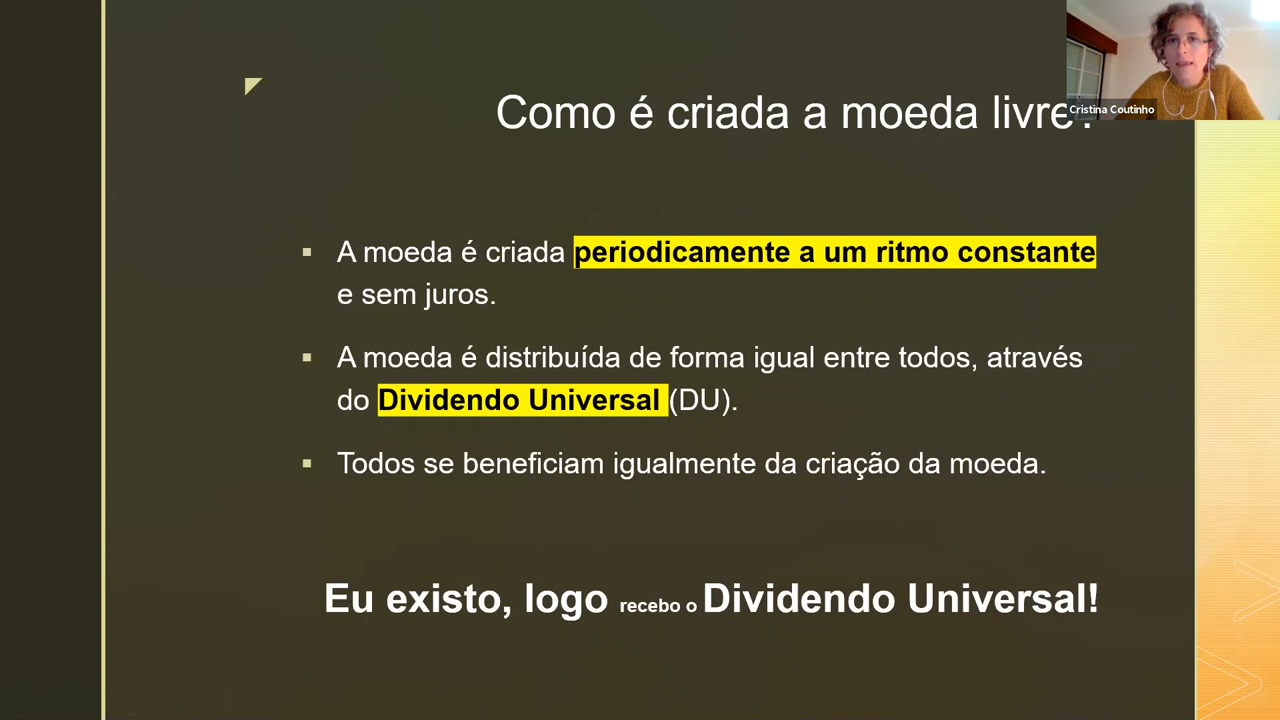 Como é criada a moeda livre?
Cristina Coutinho
A moeda é criada periodicamente a um ritmo constante
e sem juros.
A moeda é distribuída de forma igual entre todos, através
do Dividendo Universal (DU).
Todos se beneficiam igualmente da criação da moeda.
Eu existo, logo recebo o Dividendo Universal!